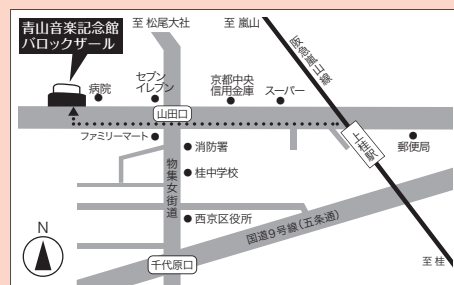 青山音楽記念館
バロックザール
至 松尾大社
至 嵐山
阪急嵐山線
病院
セブン
イレブン
京都中央
信用金庫
スーパー
山田口
ファミリーマート
消防署
上桂駅
郵便局
物集女街道
桂中学校
西京区役所
国道9号線(五条通)
N
千代原口
至 桂